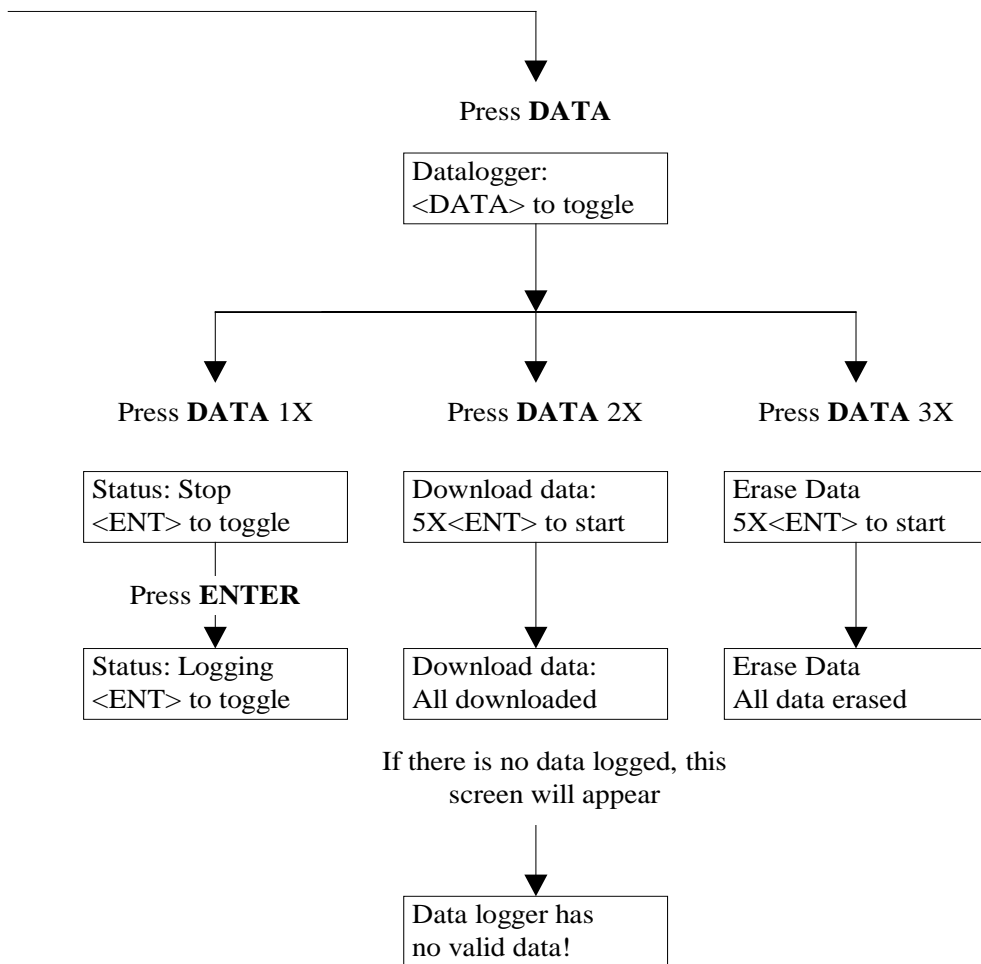 Press DATA
Datalogger:
<DATA> to toggle
Press DATA 1X
Press DATA 2X
Press DATA 3X
Status: Stop
<ENT> to toggle
Download data:
5X<ENT> to start
Erase Data
5X<ENT> to start
Press ENTER
Status: Logging
<ENT> to toggle
Download data:
All downloaded
Erase Data
All data erased
If there is no data logged, this
screen will appear
Data logger has
no valid data!